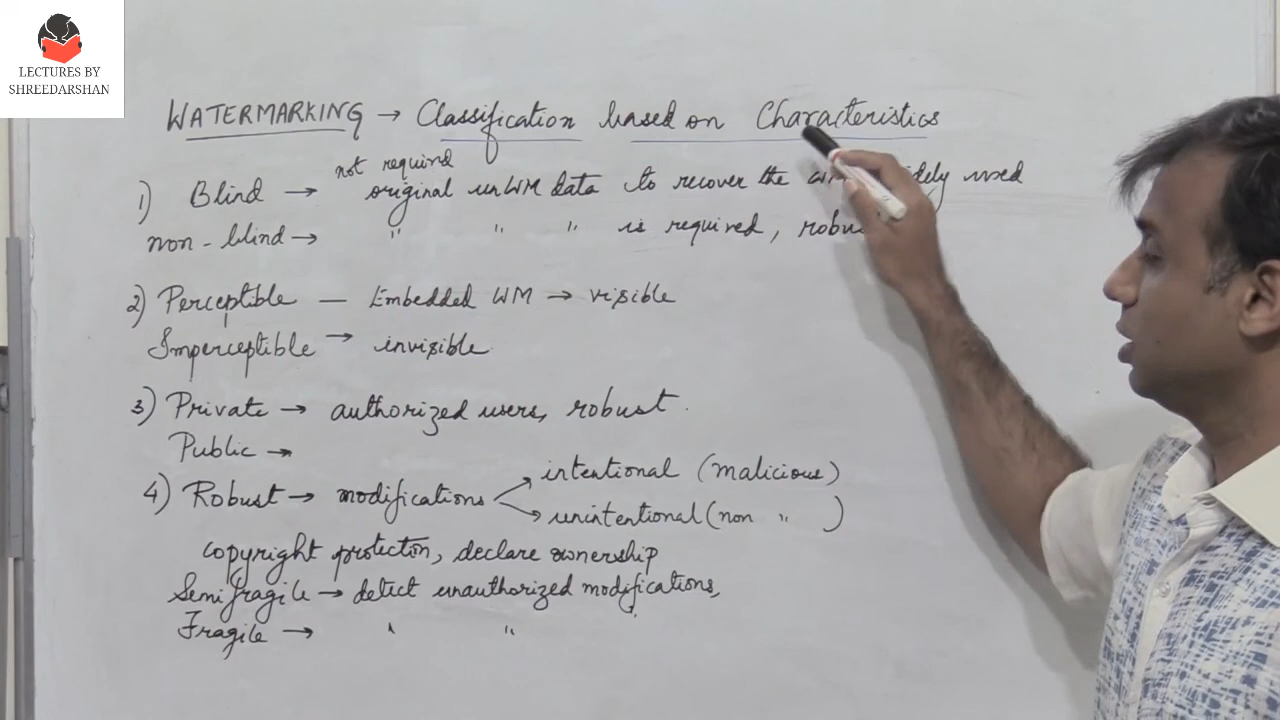 LECTURES BY
SHREEDARSHAN
WATERMARKING → Classification based on Characteristics
not required
1) Blind → original unWM data to recover the used
non-blind → " " " is required,
2) Perceptible — Embedded WM → visible
Imperceptible → invisible
3) Private → authorized users, robust.
Public →
4) Robust → modifications → intentional (malicious)
→ unintentional (non " )
copyright protection, declare ownership
Semifragile → detect unauthorized modifications,
Fragile → " "